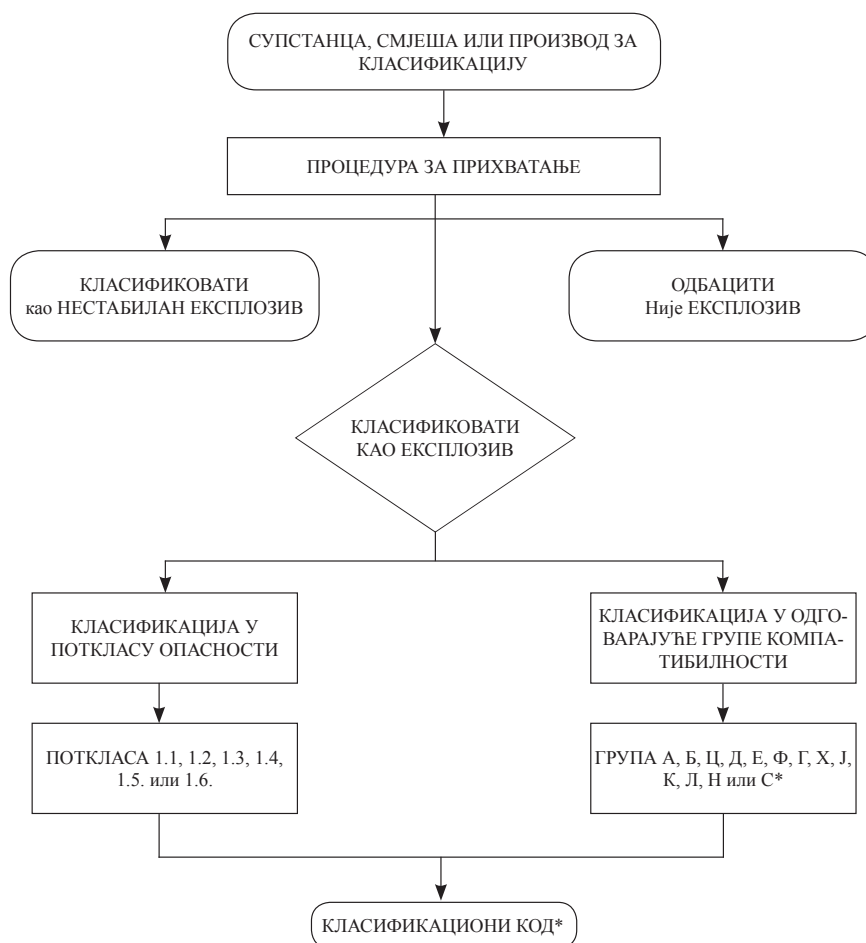 СУПСТАНЦА, СМЈЕША ИЛИ ПРОИЗВОД ЗА
КЛАСИФИКАЦИЈУ
ПРОЦЕДУРА ЗА ПРИХВАТАЊЕ
КЛАСИФИКОВАТИ
као НЕСТАБИЛАН ЕКСПЛОЗИВ
ОДБАЦИТИ
Није ЕКСПЛОЗИВ
КЛАСИФИКОВАТИ
КАО ЕКСПЛОЗИВ
КЛАСИФИКАЦИЈА У
ПОТКЛАСУ ОПАСНОСТИ
КЛАСИФИКАЦИЈА У ОДГО-
ВАРАЈУЋЕ ГРУПЕ КОМПА-
ТИБИЛНОСТИ
ПОТКЛАСА 1.1, 1.2, 1.3, 1.4,
1.5. или 1.6.
ГРУПА А, Б, Ц, Д, Е, Ф, Г, Х, Ј,
К, Л, Н или С*
КЛАСИФИКАЦИОНИ КОД*